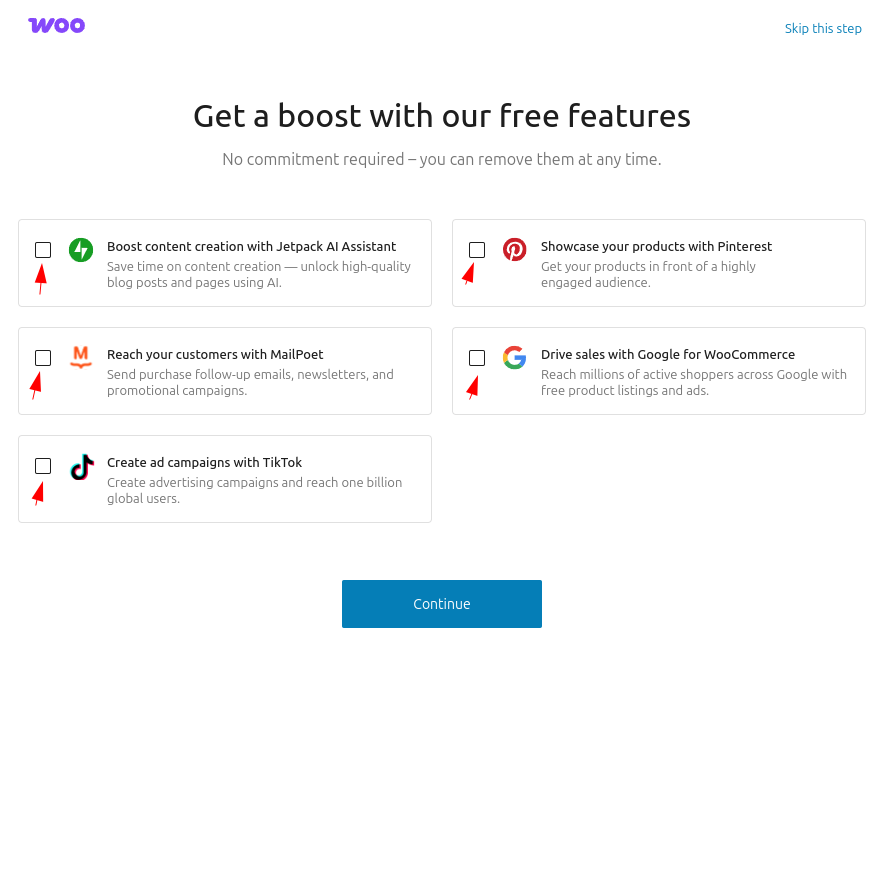 woo
Skip this step
Get a boost with our free features
No commitment required – you can remove them at any time.
Boost content creation with Jetpack AI Assistant
Save time on content creation — unlock high-quality
blog posts and pages using AI.
Showcase your products with Pinterest
Get your products in front of a highly
engaged audience.
M
Reach your customers with MailPoet
Send purchase follow-up emails, newsletters, and
promotional campaigns.
G
Drive sales with Google for WooCommerce
Reach millions of active shoppers across Google with
free product listings and ads.
Create ad campaigns with TikTok
Create advertising campaigns and reach one billion
global users.
Continue